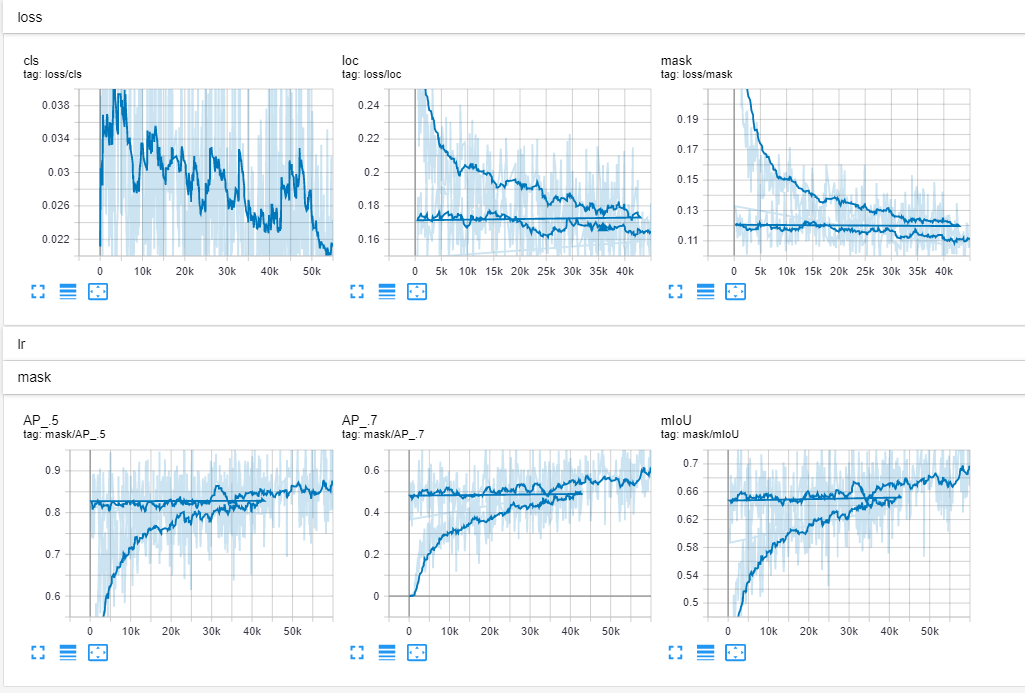 loss
cls
tag: loss/cls
0.038
0.034
0.03
0.026
0.022
0 10k 20k 30k 40k 50k
loc
tag: loss/loc
0.24
0.22
0.2
0.18
0.16
0 5k 10k 15k 20k 25k 30k 35k 40k
mask
tag: loss/mask
0.19
0.17
0.15
0.13
0.11
0 5k 10k 15k 20k 25k 30k 35k 40k
lr
mask
AP_.5
tag: mask/AP_.5
0.9
0.8
0.7
0.6
0 10k 20k 30k 40k 50k
AP_.7
tag: mask/AP_.7
0.6
0.4
0.2
0
0 10k 20k 30k 40k 50k
mIoU
tag: mask/mIoU
0.7
0.66
0.62
0.58
0.54
0.5
0 10k 20k 30k 40k 50k